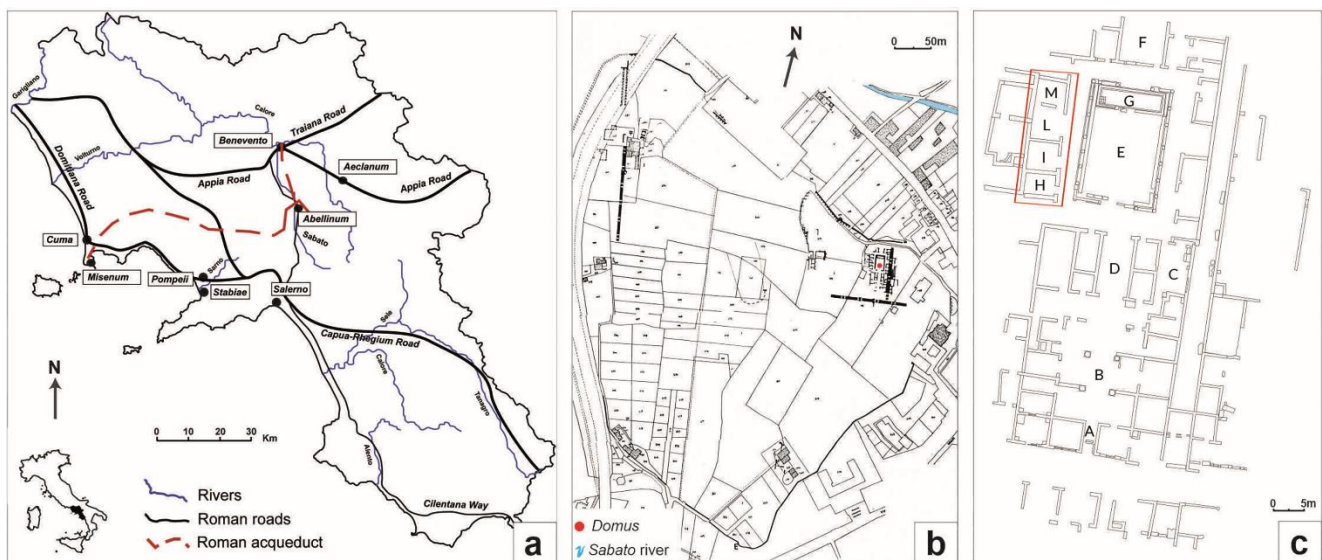 Garigliano
Volturno
Calore
Benevento
Traiana Road
Domitiana Road
Appia Road
Aeclanum
Appia Road
Abellinum
Sabato
Cuma
Misenum
Pompeii
Sarno
Stabiae
Salerno
Sele
Capua-Rhegium Road
Calore
Tanagro
Alento
Cilentana Way
N
0 10 20 30
Km
Rivers
Roman roads
Roman acqueduct
a
N
0 50m
Domus
Sabato river
b
F
M
G
L
E
I
H
D
C
B
A
0 5m
c